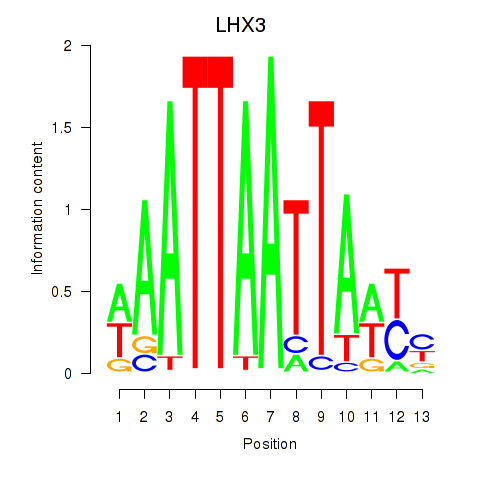 LHX3
Information content
2
1.5
1
0.5
0
A T G
A G C
A T
T
T
A T
A
T C A
T C
A T C
A T G
T C A
C T G A
1 2 3 4 5 6 7 8 9 10 11 12 13
Position